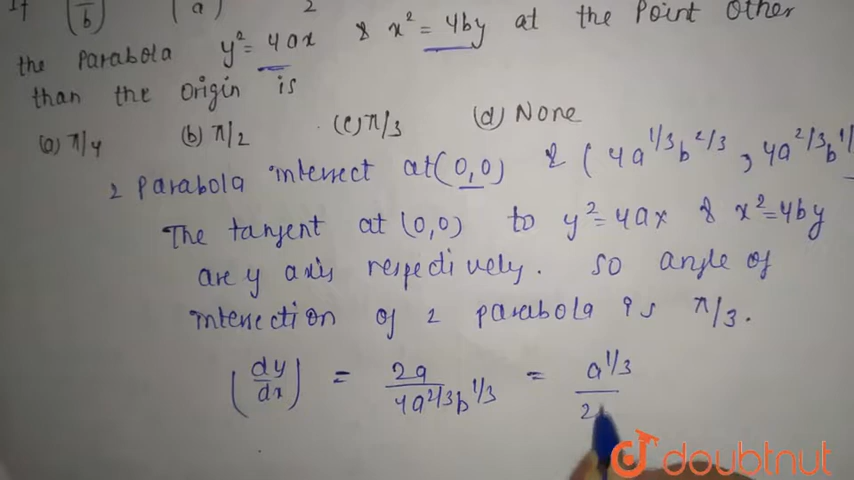 If (/b) (a) 2
the Parabola y² = 4ax & x² = 4by at the Point Other
than the origin is
(a) π/4 (b) π/2 (c) π/3 (d) None
2 parabola intersect at (0,0) & (4a^1/3 b^2/3, 4a^2/3 b^1/
The tangent at (0,0) to y² = 4ax & x² = 4by
are y axis respectively. so angle of
intersection of 2 parabola is π/3.
(dy/dx) = 2a/4a^2/3 b^1/3 = a^1/3/2
doubtnut